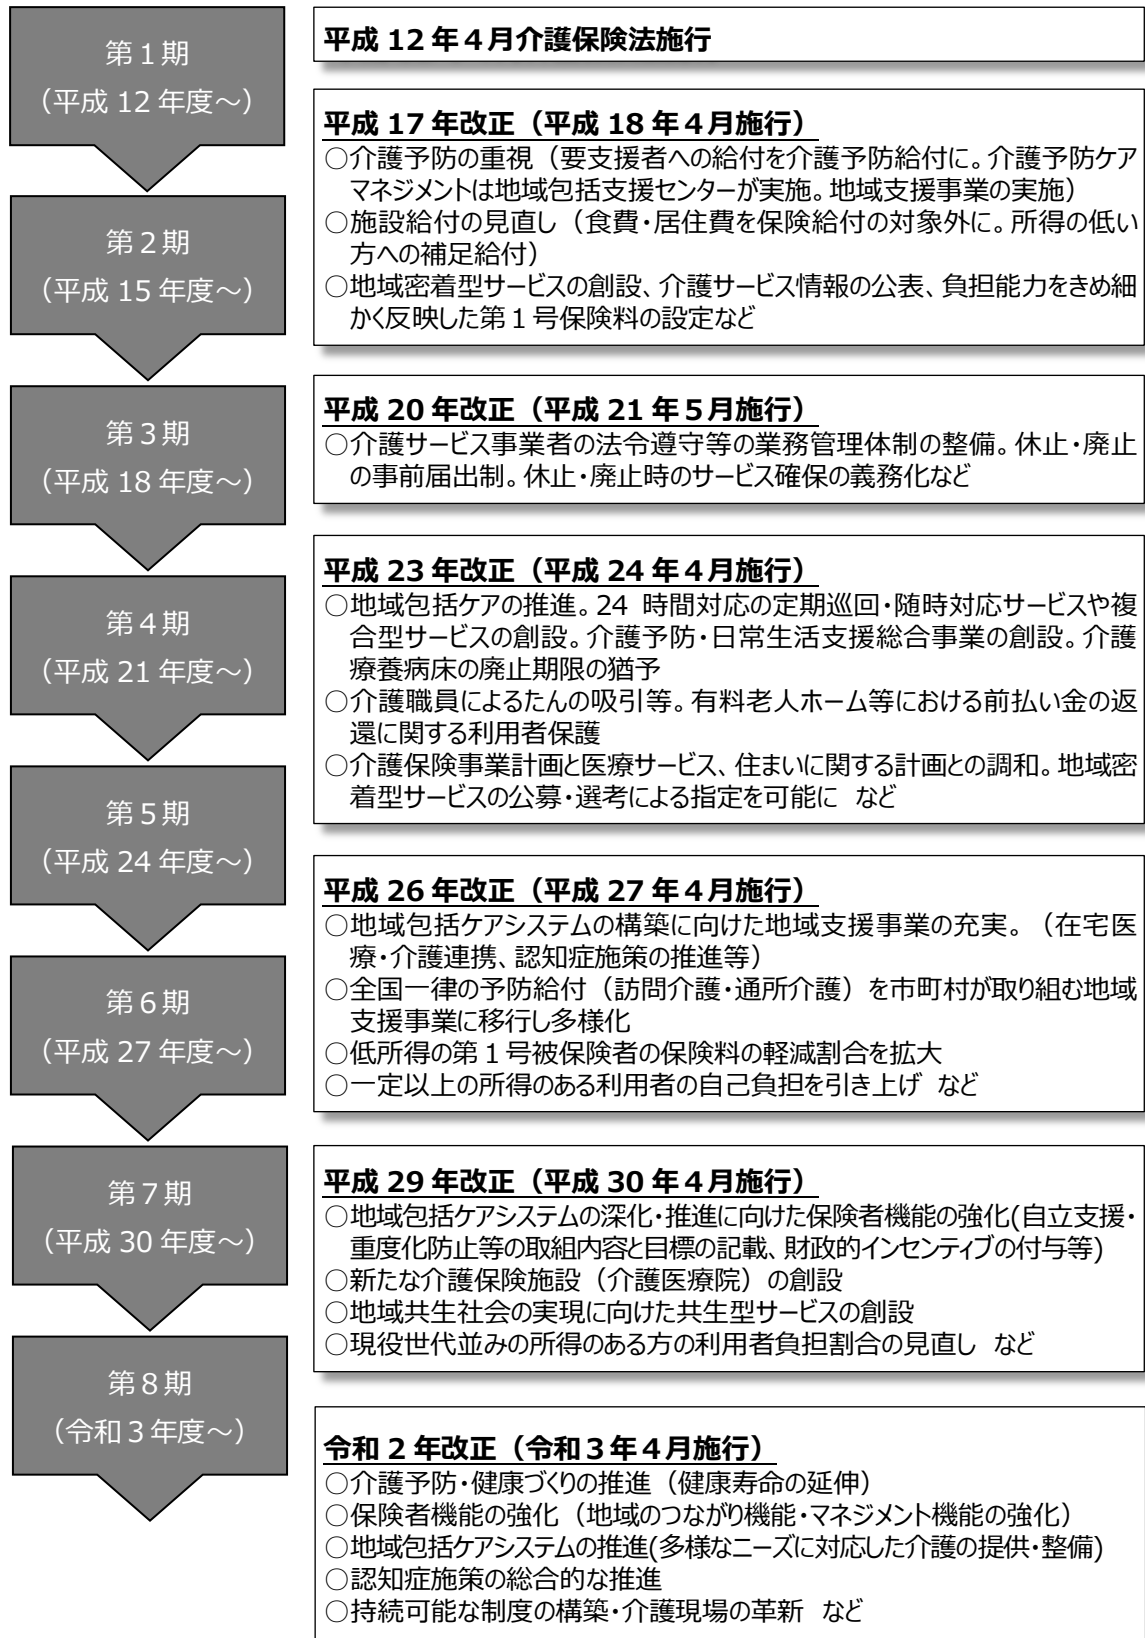 第１期
（平成 12 年度～）
第２期
（平成 15 年度～）
第３期
（平成 18 年度～）
第４期
（平成 21 年度～）
第５期
（平成 24 年度～）
第６期
（平成 27 年度～）
第７期
（平成 30 年度～）
第８期
（令和３年度～）
平成 12 年４月介護保険法施行
平成 17 年改正（平成 18 年４月施行）
○介護予防の重視（要支援者への給付を介護予防給付に。介護予防ケア
マネジメントは地域包括支援センターが実施。地域支援事業の実施）
○施設給付の見直し（食費・居住費を保険給付の対象外に。所得の低い
方への補足給付）
○地域密着型サービスの創設、介護サービス情報の公表、負担能力をきめ細
かく反映した第１号保険料の設定など
平成 20 年改正（平成 21 年５月施行）
○介護サービス事業者の法令遵守等の業務管理体制の整備。休止・廃止
の事前届出制。休止・廃止時のサービス確保の義務化など
平成 23 年改正（平成 24 年４月施行）
○地域包括ケアの推進。24 時間対応の定期巡回・随時対応サービスや複
合型サービスの創設。介護予防・日常生活支援総合事業の創設。介護
療養病床の廃止期限の猶予
○介護職員によるたんの吸引等。有料老人ホーム等における前払い金の返
還に関する利用者保護
○介護保険事業計画と医療サービス、住まいに関する計画との調和。地域密
着型サービスの公募・選考による指定を可能に など
平成 26 年改正（平成 27 年４月施行）
○地域包括ケアシステムの構築に向けた地域支援事業の充実。（在宅医
療・介護連携、認知症施策の推進等）
○全国一律の予防給付（訪問介護・通所介護）を市町村が取り組む地域
支援事業に移行し多様化
○低所得の第１号被保険者の保険料の軽減割合を拡大
○一定以上の所得のある利用者の自己負担を引き上げ など
平成 29 年改正（平成 30 年４月施行）
○地域包括ケアシステムの深化・推進に向けた保険者機能の強化(自立支援・
重度化防止等の取組内容と目標の記載、財政的インセンティブの付与等)
○新たな介護保険施設（介護医療院）の創設
○地域共生社会の実現に向けた共生型サービスの創設
○現役世代並みの所得のある方の利用者負担割合の見直し など
令和 2 年改正（令和３年４月施行）
○介護予防・健康づくりの推進（健康寿命の延伸）
○保険者機能の強化（地域のつながり機能・マネジメント機能の強化）
○地域包括ケアシステムの推進(多様なニーズに対応した介護の提供・整備)
○認知症施策の総合的な推進
○持続可能な制度の構築・介護現場の革新 など